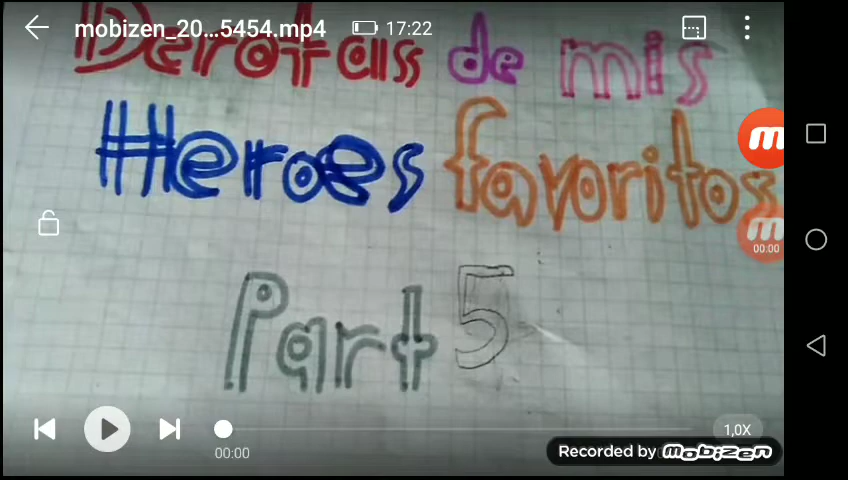 mobizen_20...5454.mp4 17:22
Derotas de mis
Heroes favoritos
m
m
00:00
Part 5
1,0X
00:00
Recorded by mobizen